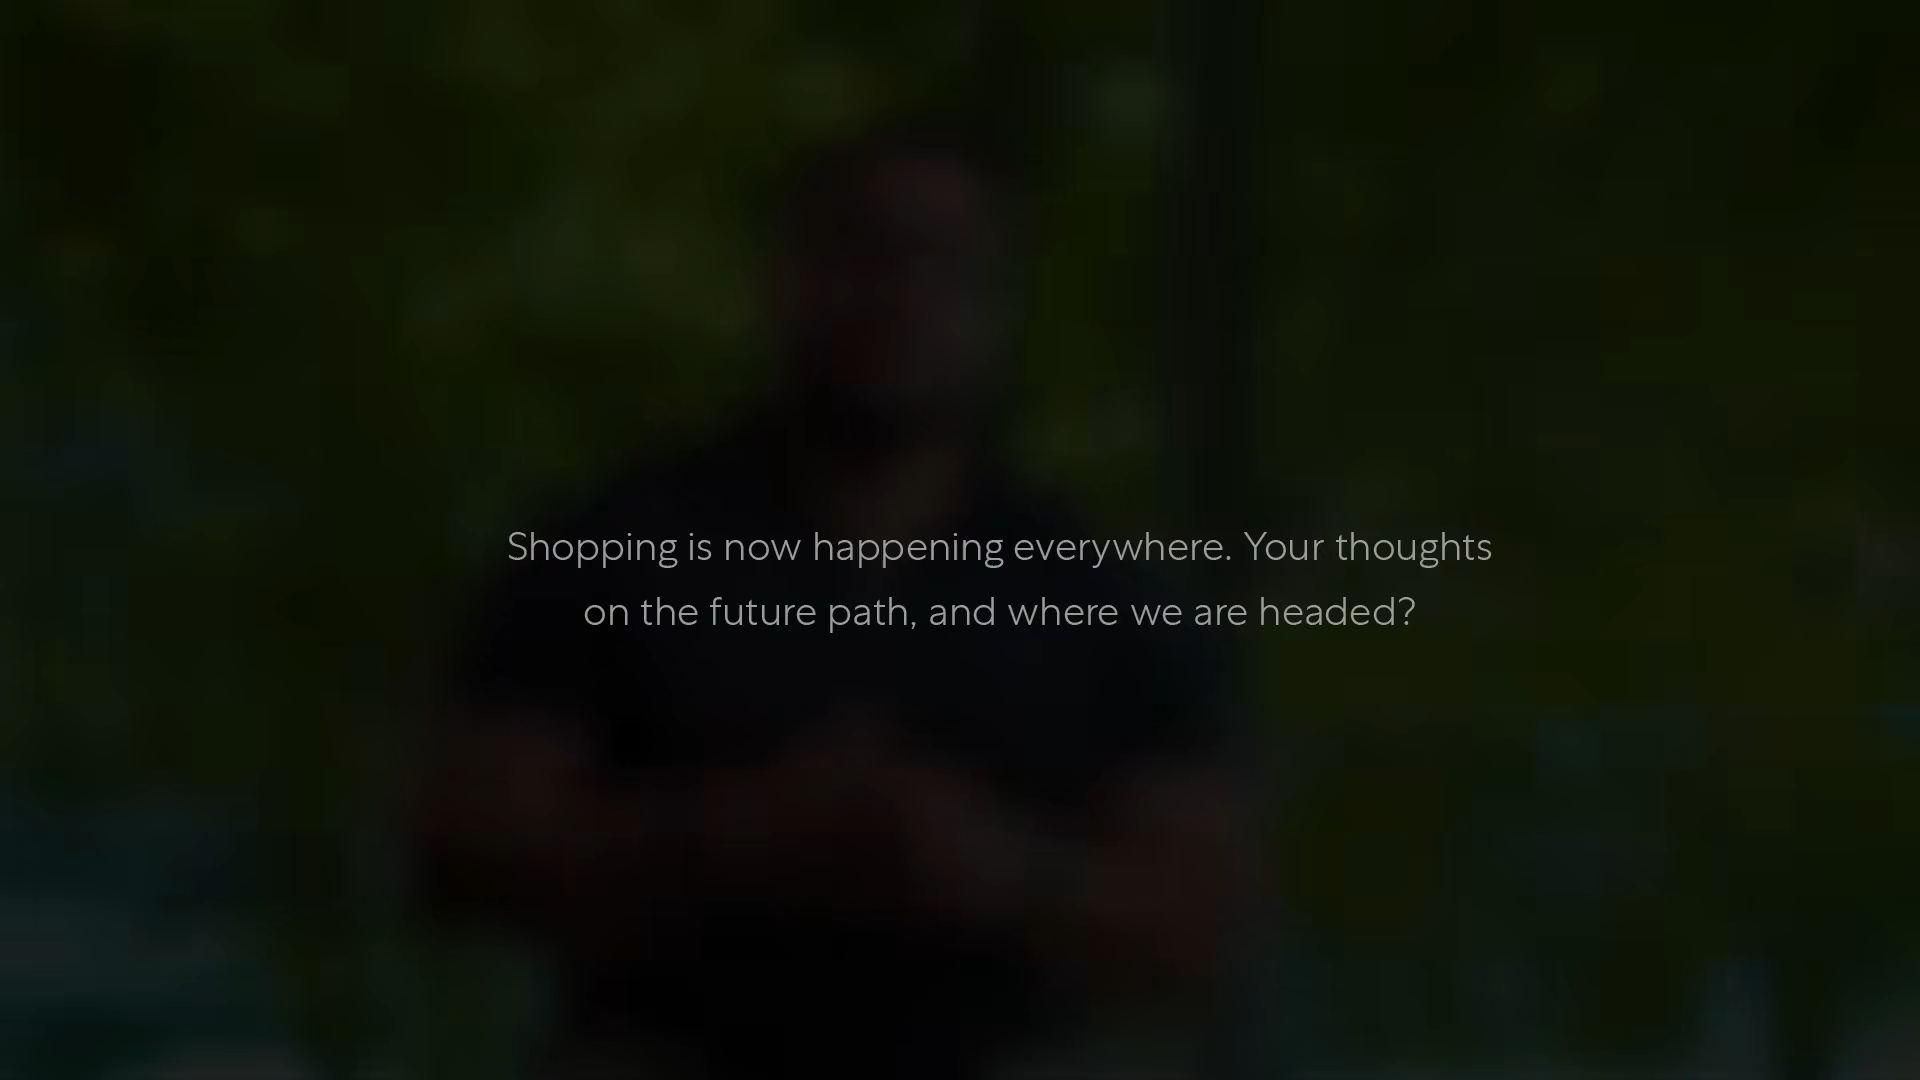 Shopping is now happening everywhere. Your thoughts
on the future path, and where we are headed?